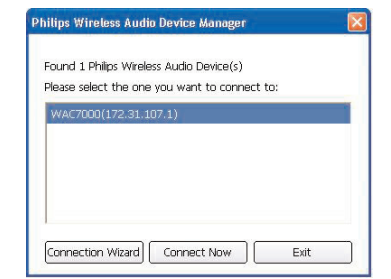 Philips Wireless Audio Device Manager
Found 1 Philips Wireless Audio Device(s)
Please select the one you want to connect to:
WAC7000(172.31.107.1)
Connection Wizard Connect Now Exit